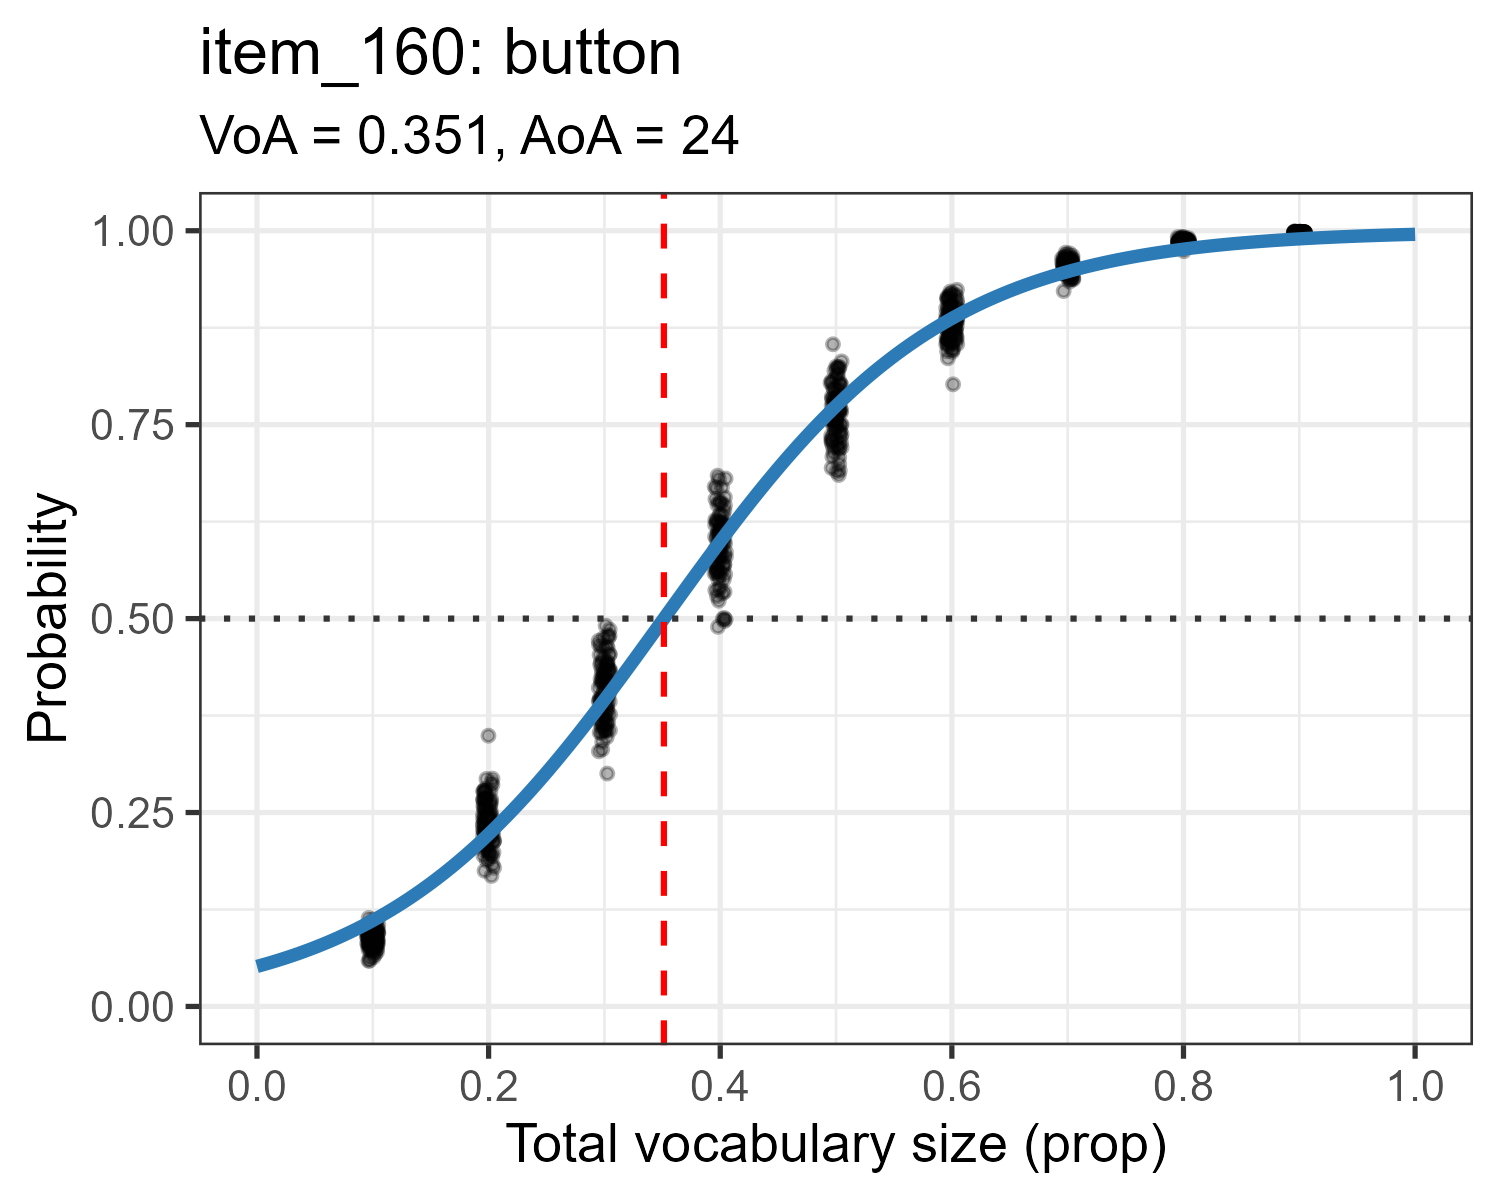 item_160: button
VoA = 0.351, AoA = 24
1.00
0.75
0.50
0.25
0.00
Probability
0.0 0.2 0.4 0.6 0.8 1.0
Total vocabulary size (prop)